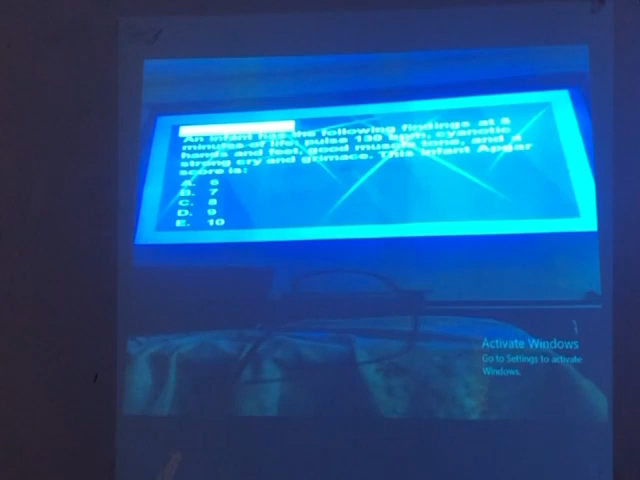 An infant has the following findings at 5
minutes of life: pulse 130 bpm, cyanotic
hands and feet, good muscle tone, and a
strong cry and grimace. This infant Apgar
score is:
A. 6
B. 7
C. 8
D. 9
E. 10
Activate Windows
Go to Settings to activate
Windows.